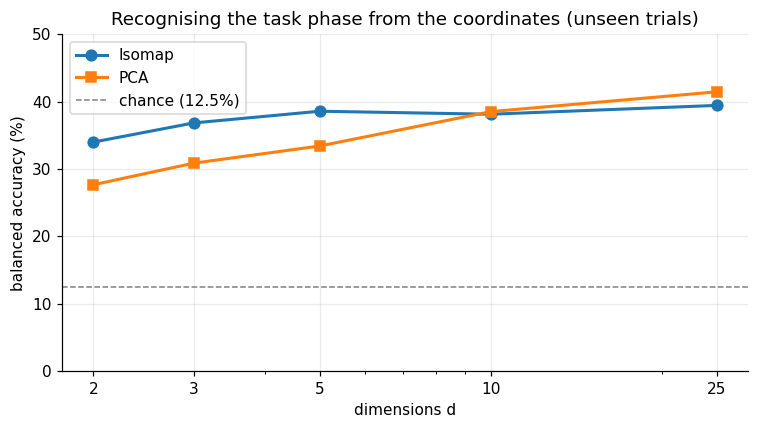 Recognising the task phase from the coordinates (unseen trials)
Isomap
PCA
chance (12.5%)
balanced accuracy (%)
50
40
30
20
10
0
2 3 5 10 25
dimensions d